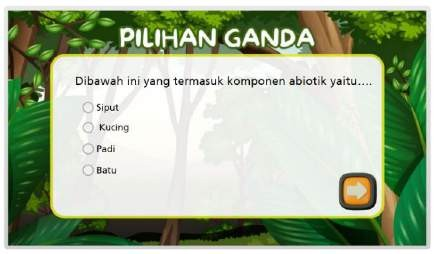 PILIHAN GANDA
Dibawah ini yang termasuk komponen abiotik yaitu....
Siput
Kucing
Padi
Batu